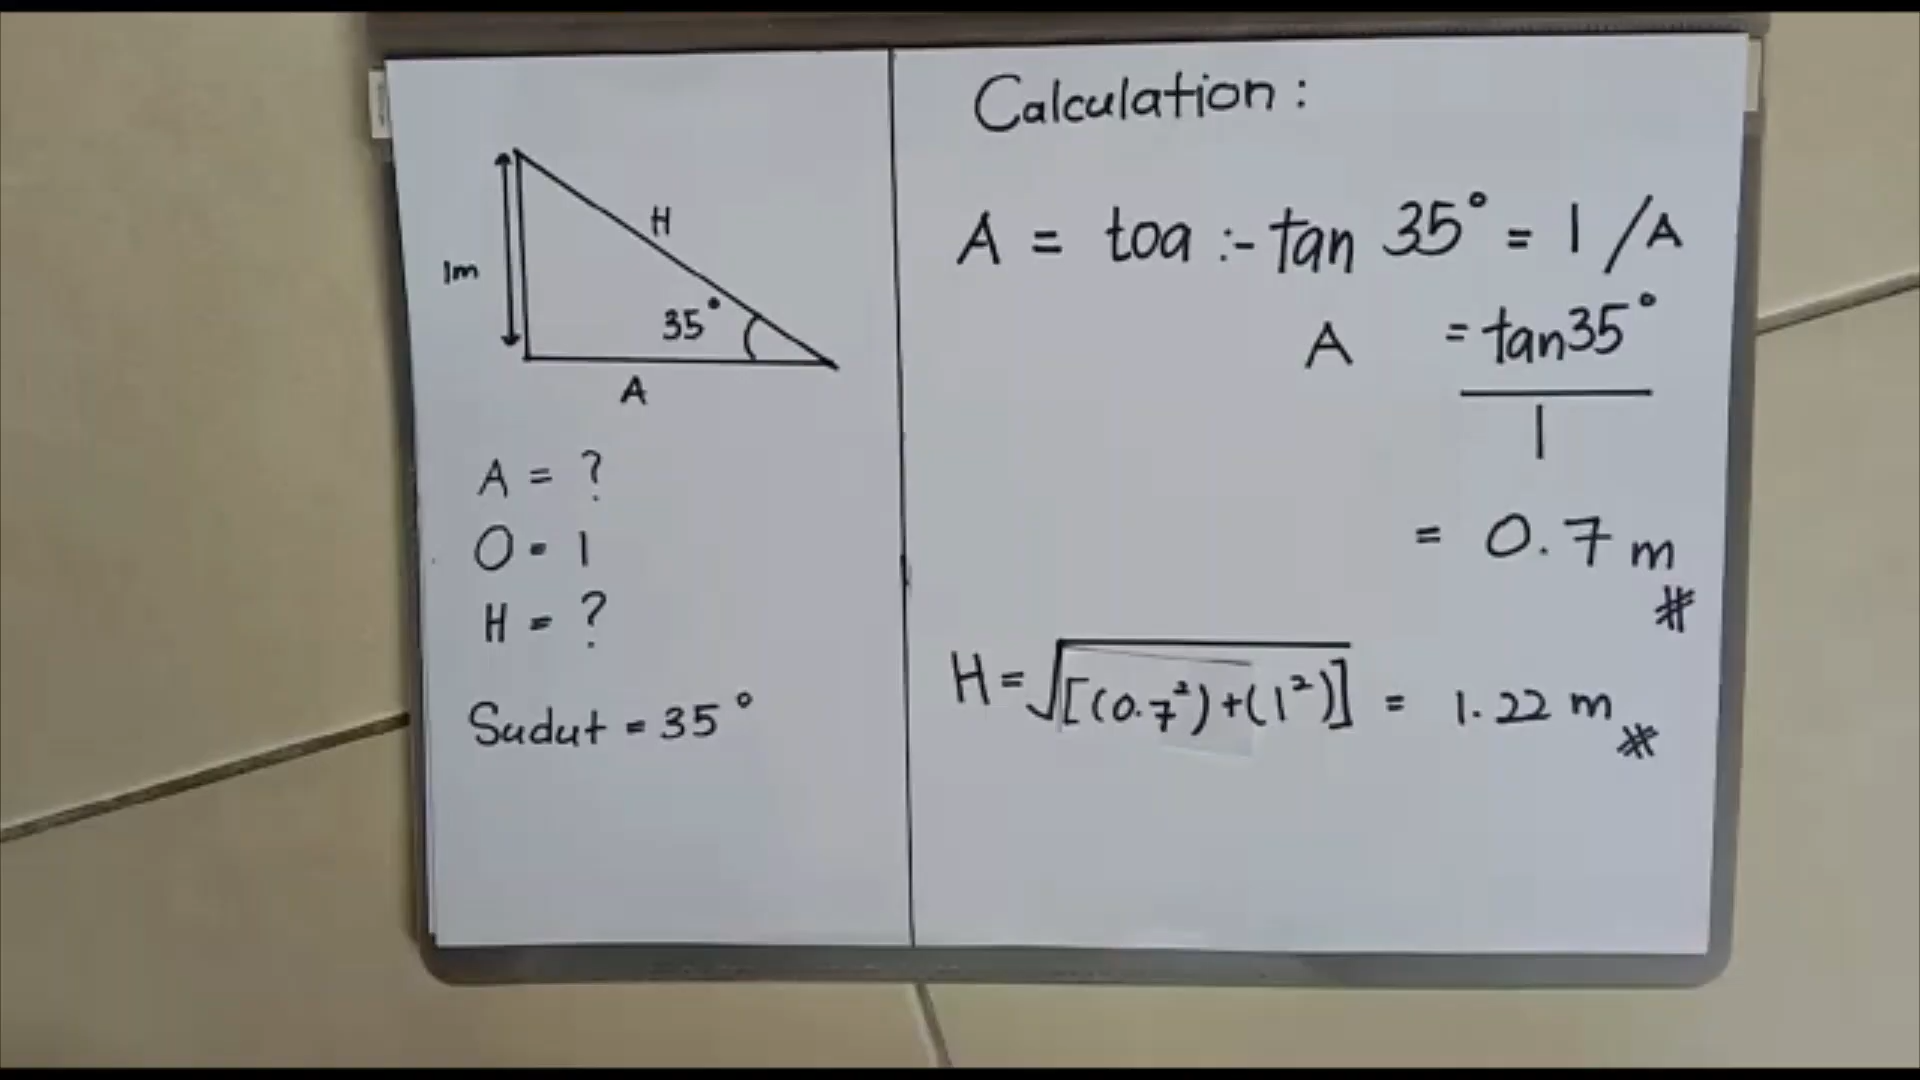 1m
H
35°
A
A = ?
O = 1
H = ?
Sudut = 35°
Calculation :
A = toa :- tan 35° = 1 / A
A = tan35°
1
= 0.7 m
#
H = √[(0.7²)+(1²)] = 1.22 m
#